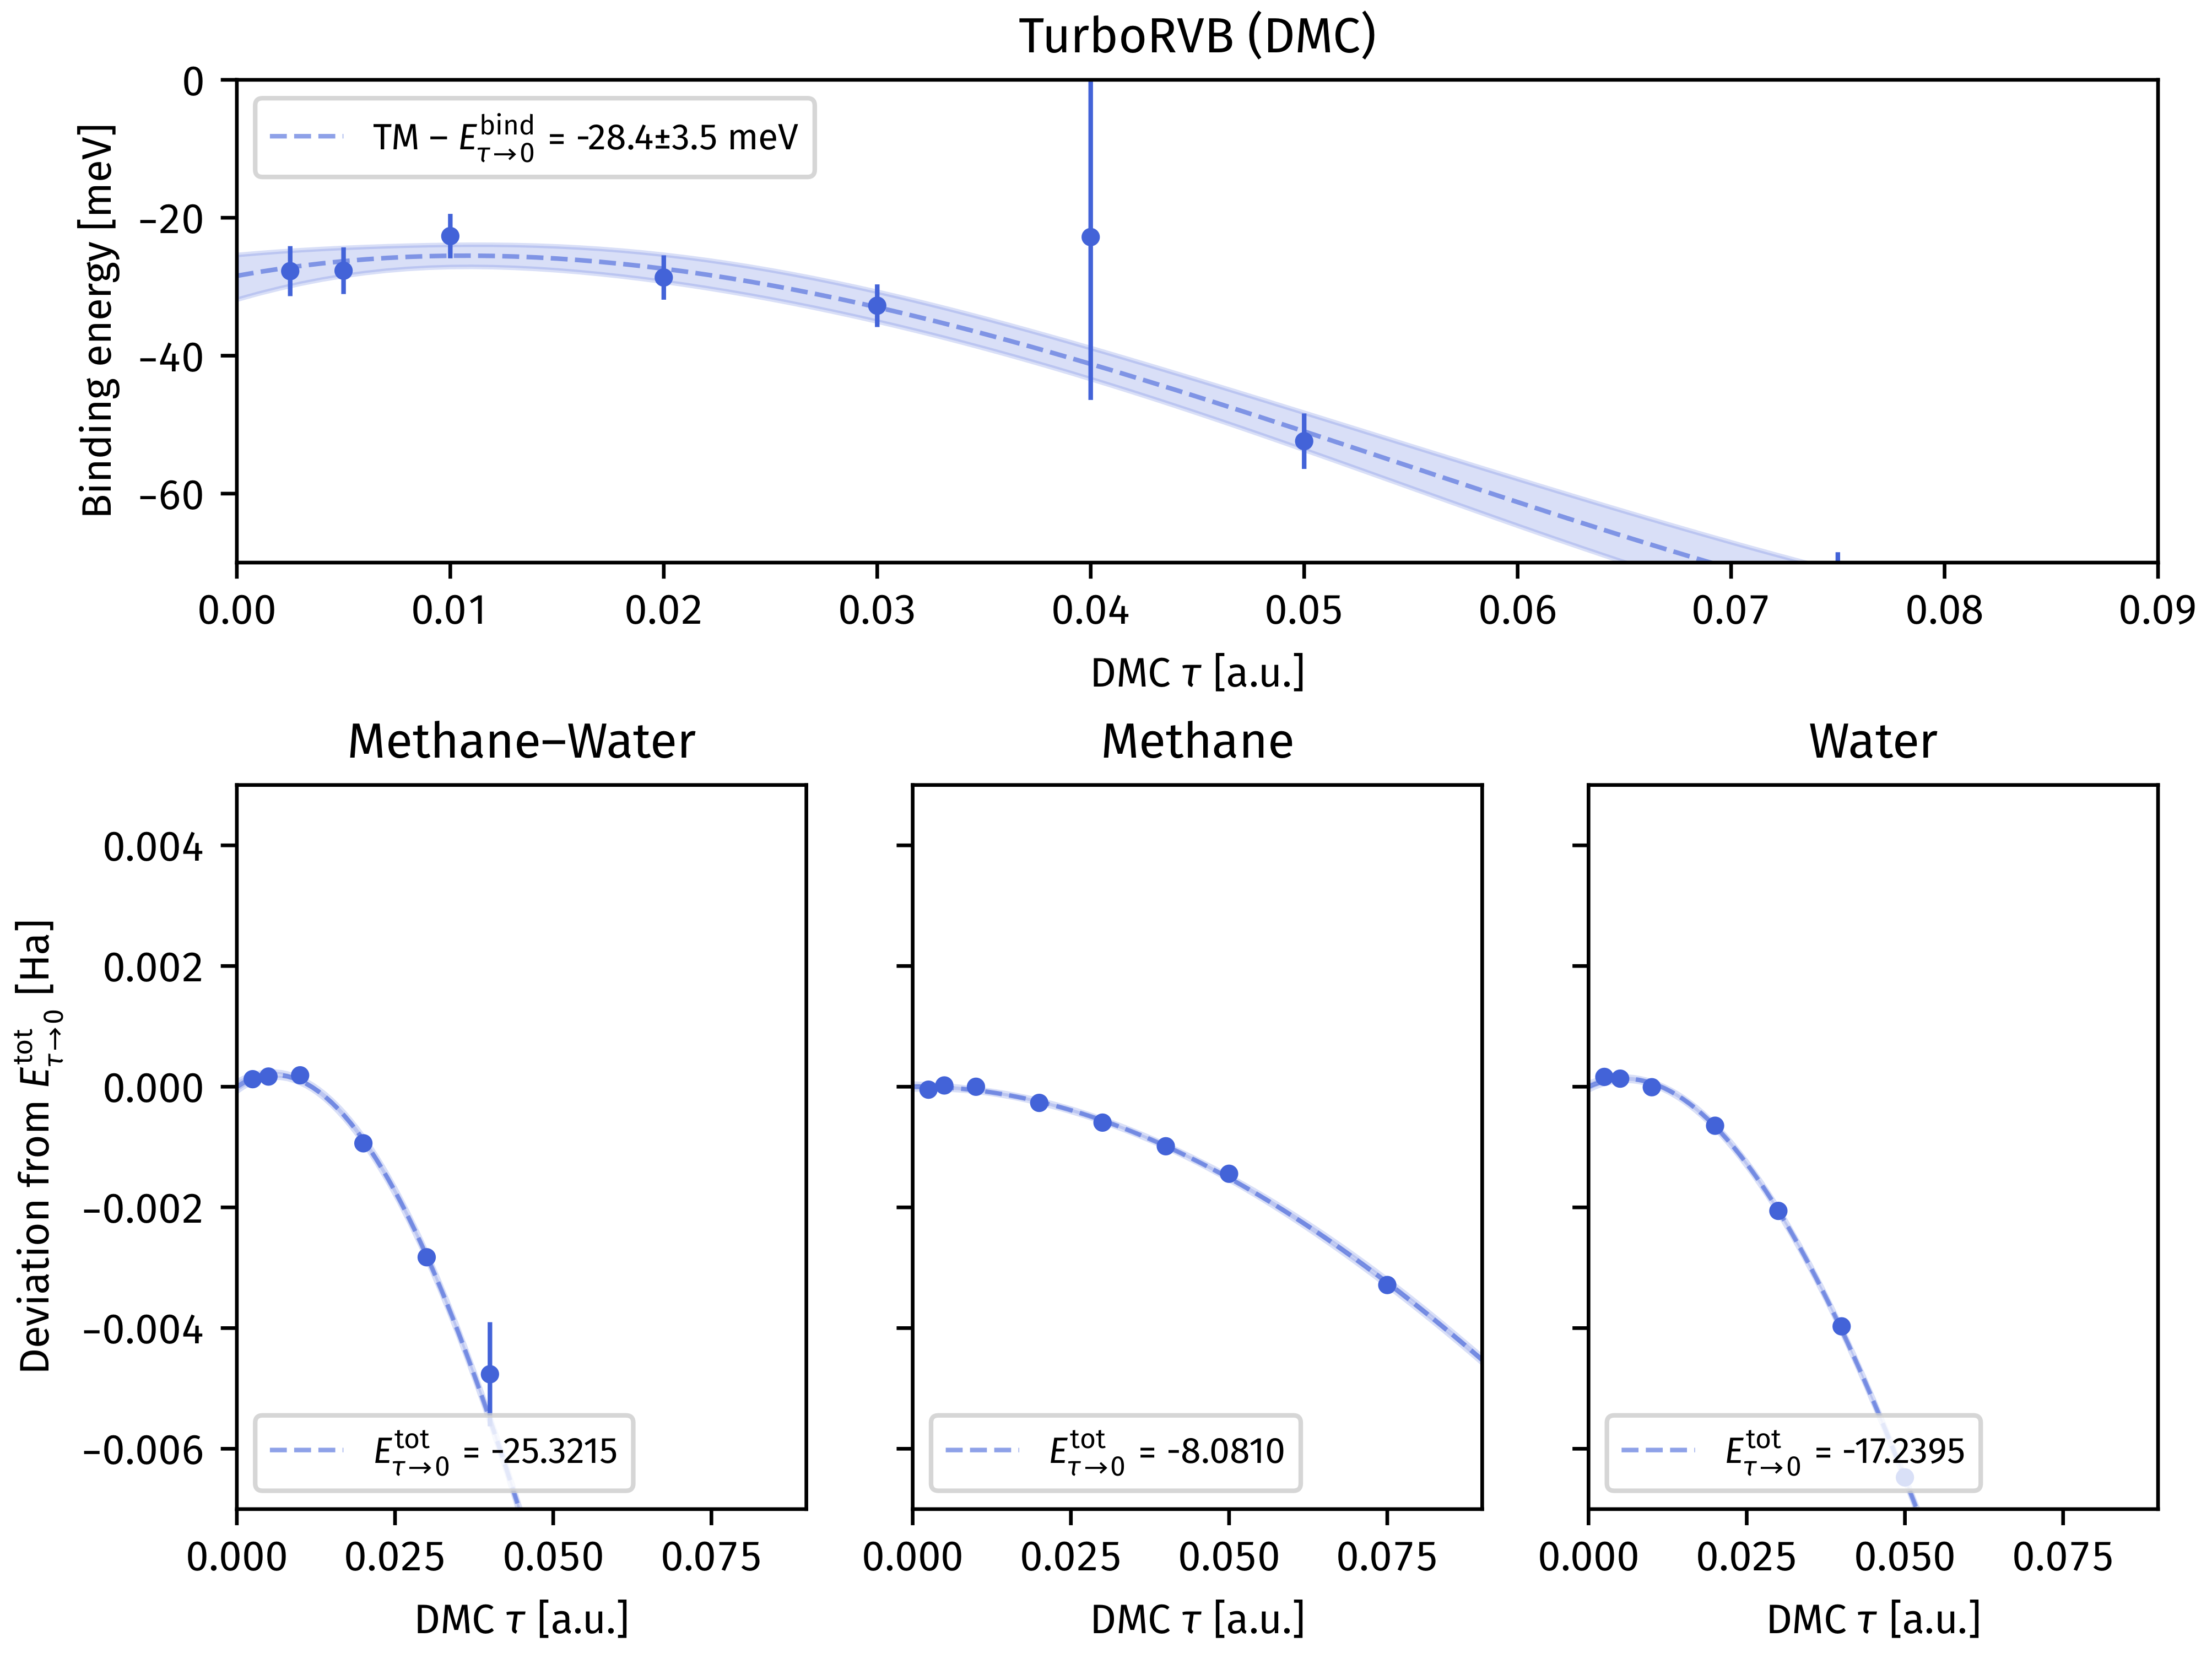 TurboRVB (DMC)
Binding energy [meV]
0
−20
−40
−60
TM − E^bind_τ→0 = -28.4±3.5 meV
0.00 0.01 0.02 0.03 0.04 0.05 0.06 0.07 0.08 0.09
DMC τ [a.u.]
Methane−Water Methane Water
Deviation from E^tot_τ→0 [Ha]
0.004
0.002
0.000
−0.002
−0.004
−0.006
E^tot_τ→0 = -25.3215
E^tot_τ→0 = -8.0810
E^tot_τ→0 = -17.2395
0.000 0.025 0.050 0.075
0.000 0.025 0.050 0.075
0.000 0.025 0.050 0.075
DMC τ [a.u.]
DMC τ [a.u.]
DMC τ [a.u.]